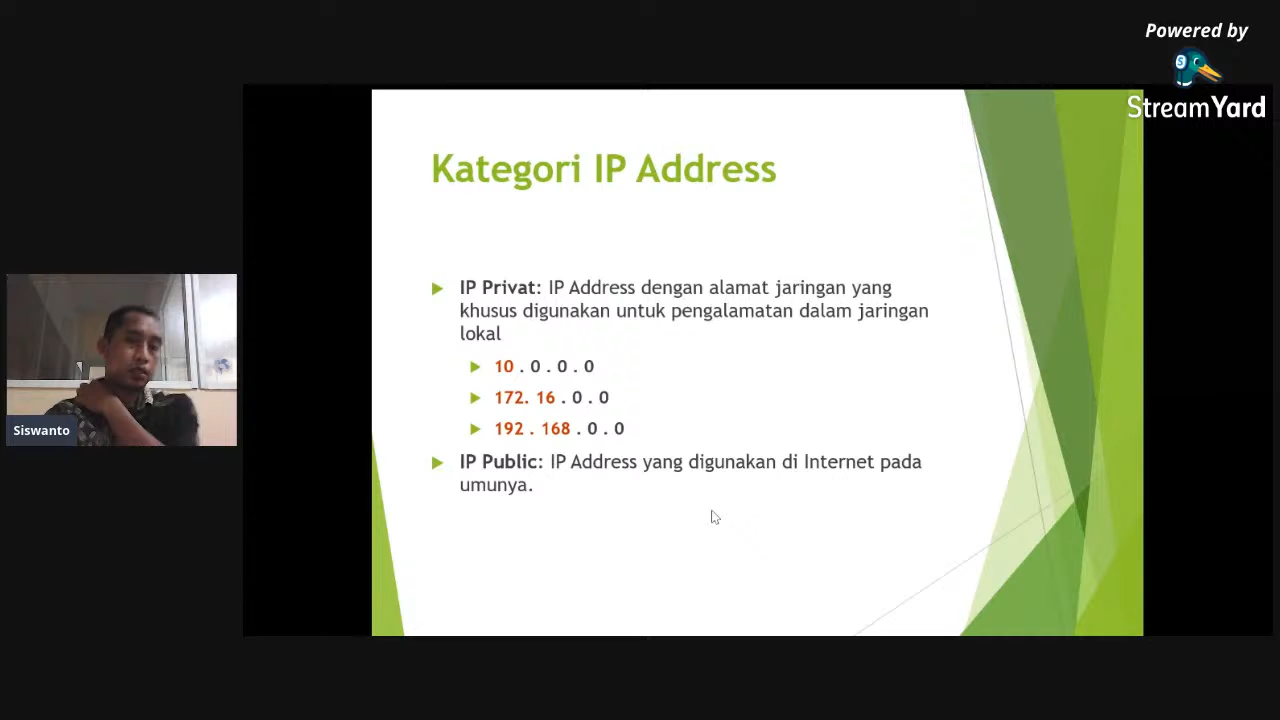 Powered by
StreamYard
Kategori IP Address
IP Privat: IP Address dengan alamat jaringan yang
khusus digunakan untuk pengalamatan dalam jaringan
lokal
10 . 0 . 0 . 0
172. 16 . 0 . 0
192 . 168 . 0 . 0
IP Public: IP Address yang digunakan di Internet pada
umunya.
Siswanto